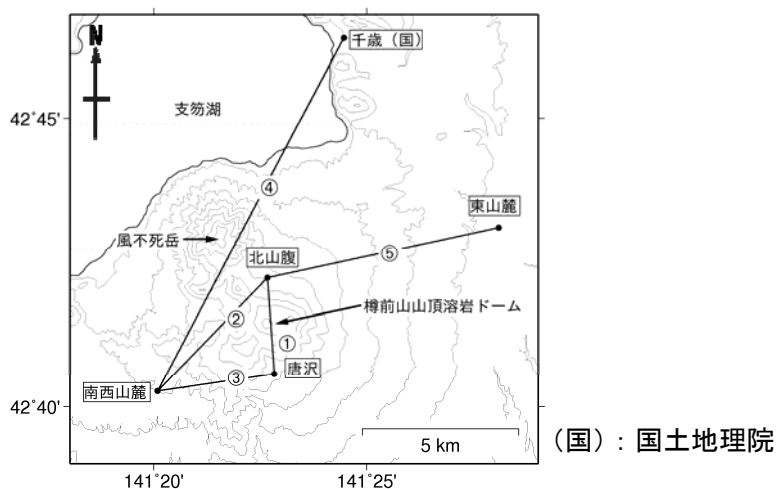 N
千歳（国）
42°45'
支笏湖
④
東山麓
風不死岳
北山腹
⑤
樽前山山頂溶岩ドーム
②
①
唐沢
③
南西山麓
42°40'
5 km
（国）：国土地理院
141°20'
141°25'